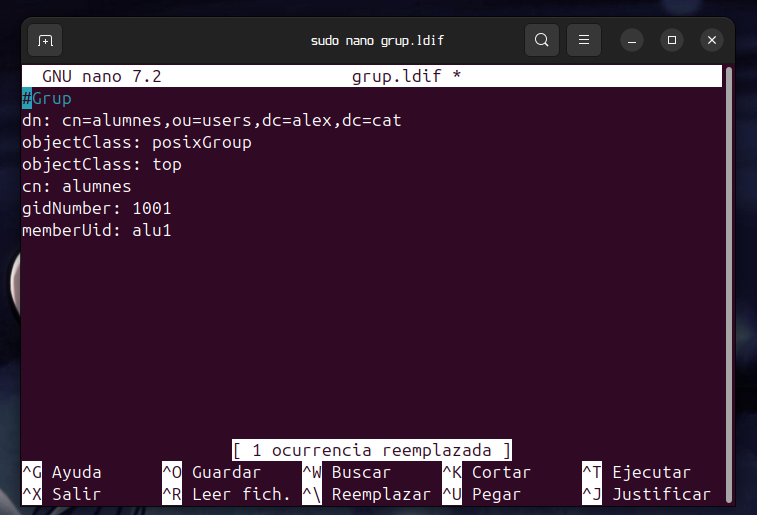 sudo nano grup.ldif
GNU nano 7.2 grup.ldif *
#Grup
dn: cn=alumnes,ou=users,dc=alex,dc=cat
objectClass: posixGroup
objectClass: top
cn: alumnes
gidNumber: 1001
memberUid: alu1
[ 1 ocurrencia reemplazada ]
^G Ayuda ^O Guardar ^W Buscar ^K Cortar ^T Ejecutar
^X Salir ^R Leer fich. ^\ Reemplazar ^U Pegar ^J Justificar